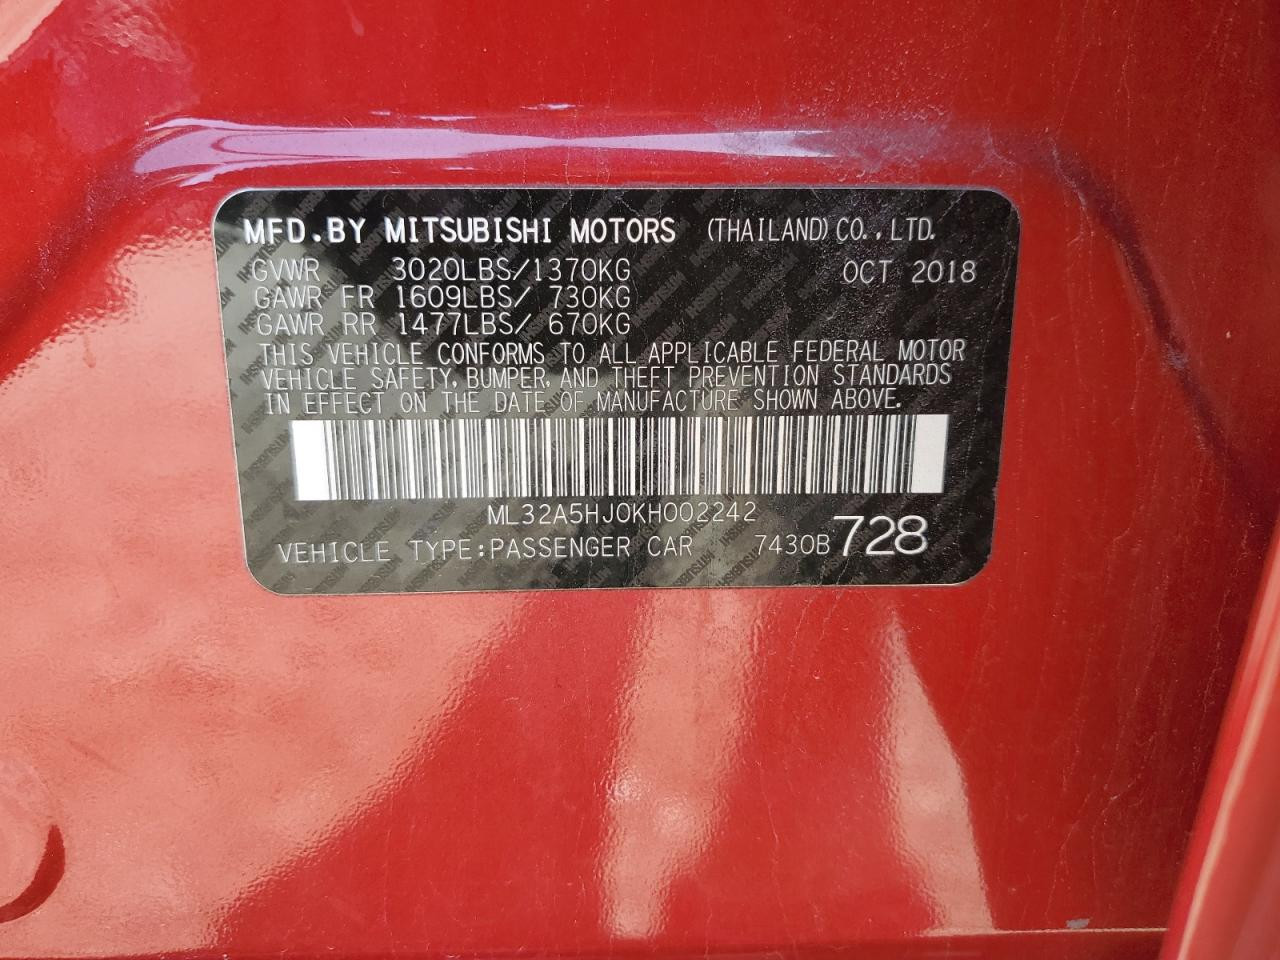 MFD.BY MITSUBISHI MOTORS (THAILAND) CO.,LTD.
GVWR 3020LBS/1370KG OCT 2018
GAWR FR 1609LBS/ 730KG
GAWR RR 1477LBS/ 670KG
THIS VEHICLE CONFORMS TO ALL APPLICABLE FEDERAL MOTOR
VEHICLE SAFETY, BUMPER, AND THEFT PREVENTION STANDARDS
IN EFFECT ON THE DATE OF MANUFACTURE SHOWN ABOVE.
ML32A5HJ0KH002242
VEHICLE TYPE:PASSENGER CAR 7430B 728